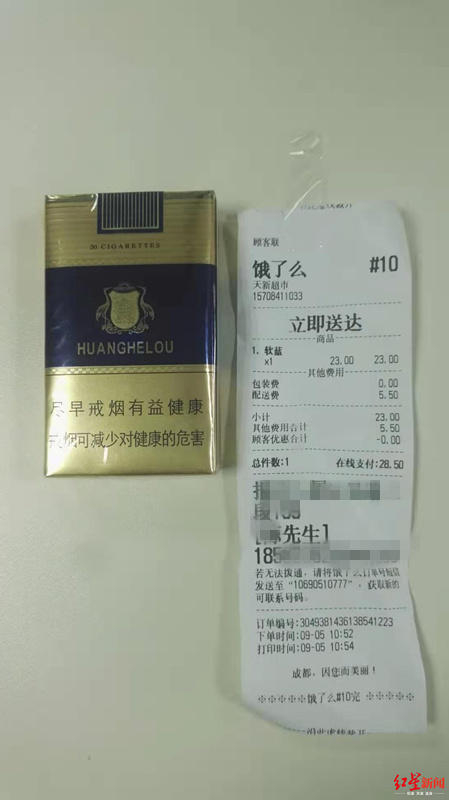 20 CIGARETTES
HUANGHELOU
尽早戒烟有益健康
戒烟可减少对健康的危害
顾客联
饿了么 #10
天新超市
15708411033
立即送达
商品
1. 软蓝
x1 23.00 23.00
其他费用
包装费 0.00
配送费 5.50
小计 23.00
其他费用合计 5.50
顾客优惠合计 -0.00
总件数:1 在线支付:28.50
先生]
若无法拨通，请将饿了么订单号短信
发送至"10690510777"，获取新的
可联系号码。
订单编号:3049381436138541223
下单时间:09-05 10:52
打印时间:09-05 10:54
成都，因您而美丽！
※※※※※饿了么#10完※※※※※
红星新闻